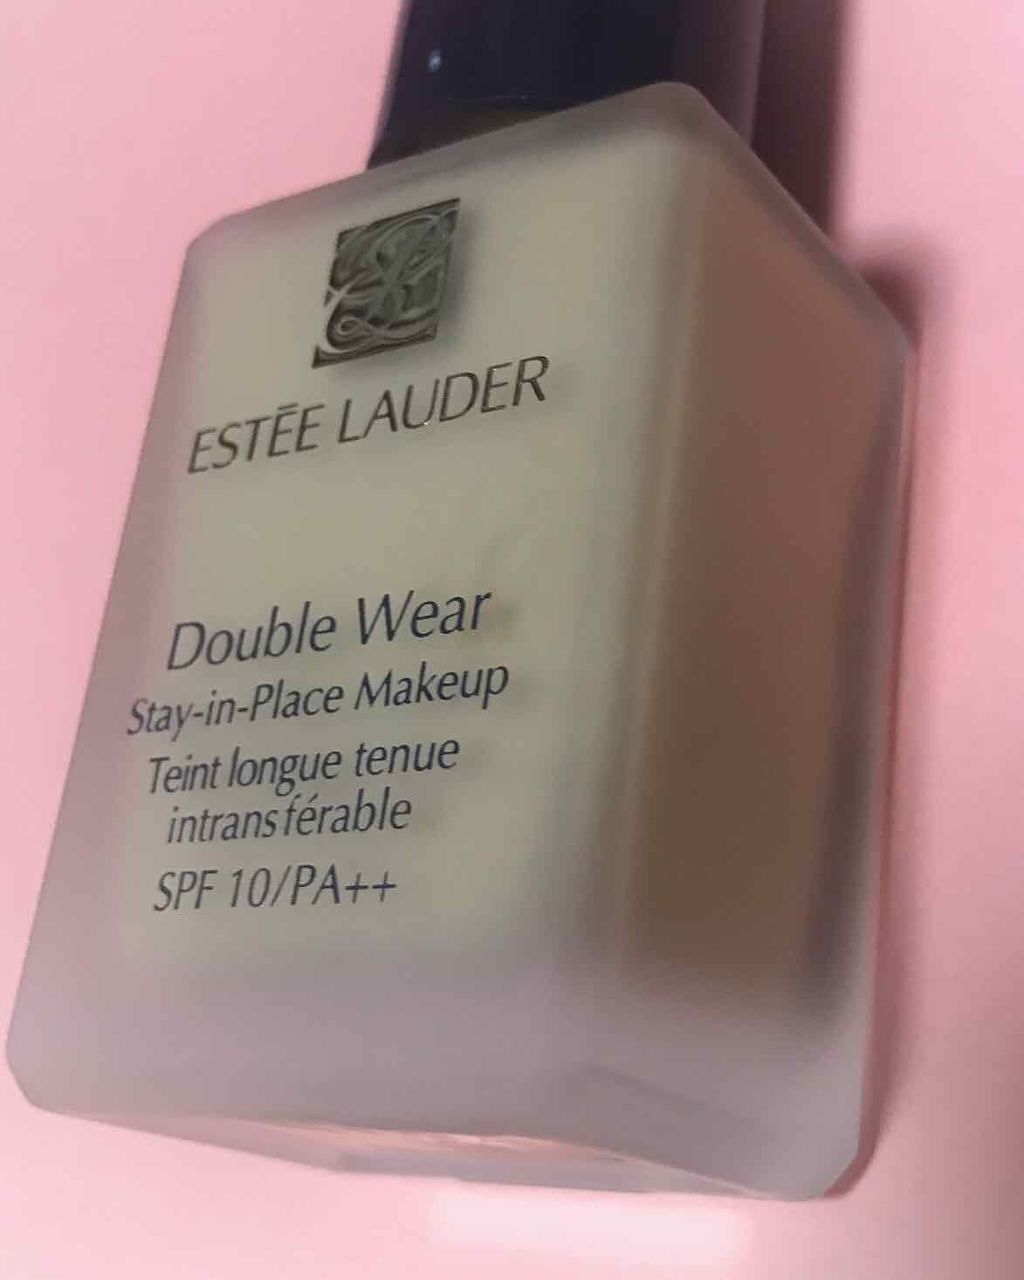 ESTĒE LAUDER
Double Wear
Stay-in-Place Makeup
Teint longue tenue
intransférable
SPF 10/PA++